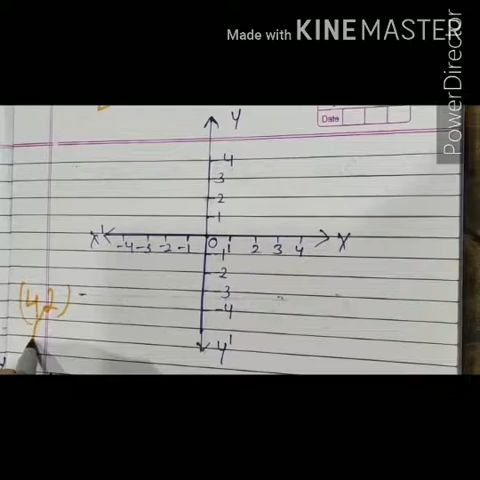 Made with KINEMASTER
PowerDirector
Date
Y
4
3
2
1
X' -4 -3 -2 -1 0 1 2 3 4 X
-1
-2
-3
-4
(4,2) -
Y'